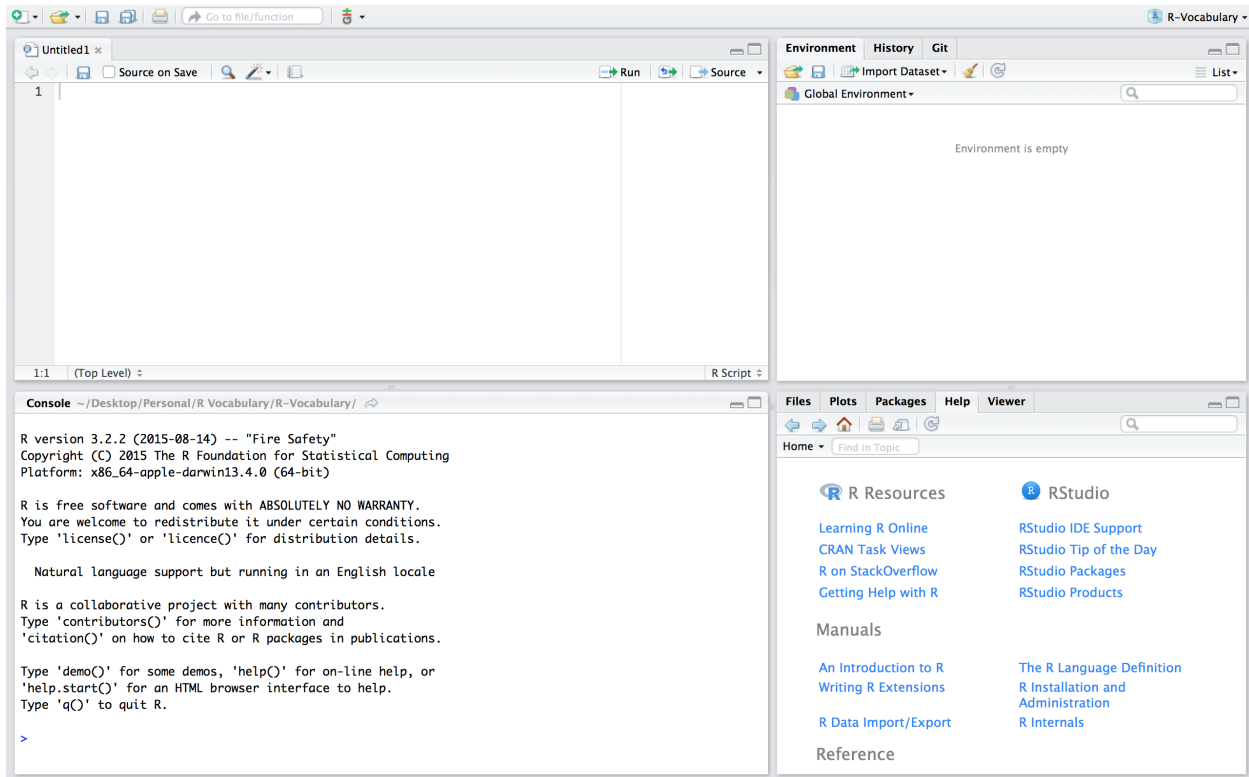 Go to file/function
R-Vocabulary
Untitled1
Source on Save
Run
Source
1
1:1
(Top Level)
R Script
Environment
History
Git
Import Dataset
List
Global Environment
Environment is empty
Console ~/Desktop/Personal/R Vocabulary/R-Vocabulary/
R version 3.2.2 (2015-08-14) -- "Fire Safety"
Copyright (C) 2015 The R Foundation for Statistical Computing
Platform: x86_64-apple-darwin13.4.0 (64-bit)
R is free software and comes with ABSOLUTELY NO WARRANTY.
You are welcome to redistribute it under certain conditions.
Type 'license()' or 'licence()' for distribution details.
Natural language support but running in an English locale
R is a collaborative project with many contributors.
Type 'contributors()' for more information and
'citation()' on how to cite R or R packages in publications.
Type 'demo()' for some demos, 'help()' for on-line help, or
'help.start()' for an HTML browser interface to help.
Type 'q()' to quit R.
>
Files
Plots
Packages
Help
Viewer
Home
Find in Topic
R R Resources
Learning R Online
CRAN Task Views
R on StackOverflow
Getting Help with R
R RStudio
RStudio IDE Support
RStudio Tip of the Day
RStudio Packages
RStudio Products
Manuals
An Introduction to R
Writing R Extensions
R Data Import/Export
The R Language Definition
R Installation and
Administration
R Internals
Reference